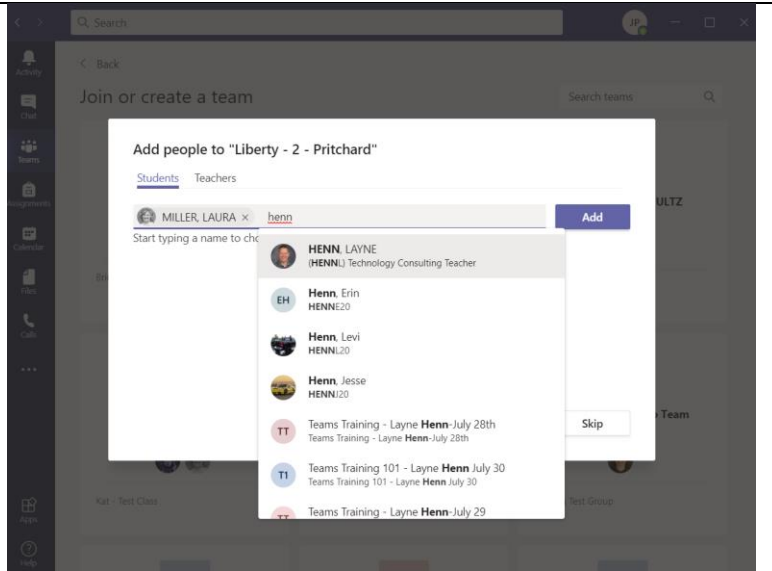 Search
JP
Activity
Back
Chat
Join or create a team
Search teams
Teams
Add people to "Liberty - 2 - Pritchard"
Students Teachers
Assignments
ULTZ
MILLER, LAURA × henn
Add
Calendar
Start typing a name to cho
HENN, LAYNE
(HENNL) Technology Consulting Teacher
Files
Henn, Erin
EH
HENNE20
Calls
Henn, Levi
HENNL20
Henn, Jesse
HENNJ20
Teams Training - Layne Henn-July 28th
TT
Teams Training - Layne Henn-July 28th
Skip
Team
Teams Training 101 - Layne Henn July 30
T1
Teams Training 101 - Layne Henn July 30
Kat - Test Class
Test Group
Teams Training - Layne Henn-July 29
TT
Apps
Help